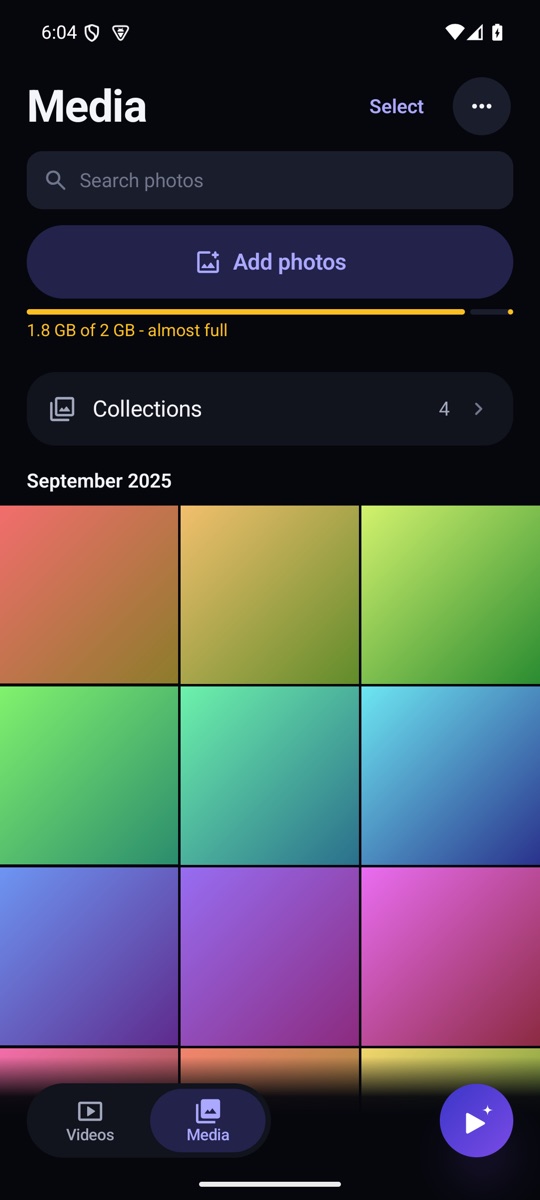 6:04
Media
Select
Search photos
Add photos
1.8 GB of 2 GB - almost full
Collections
4
September 2025
Videos
Media